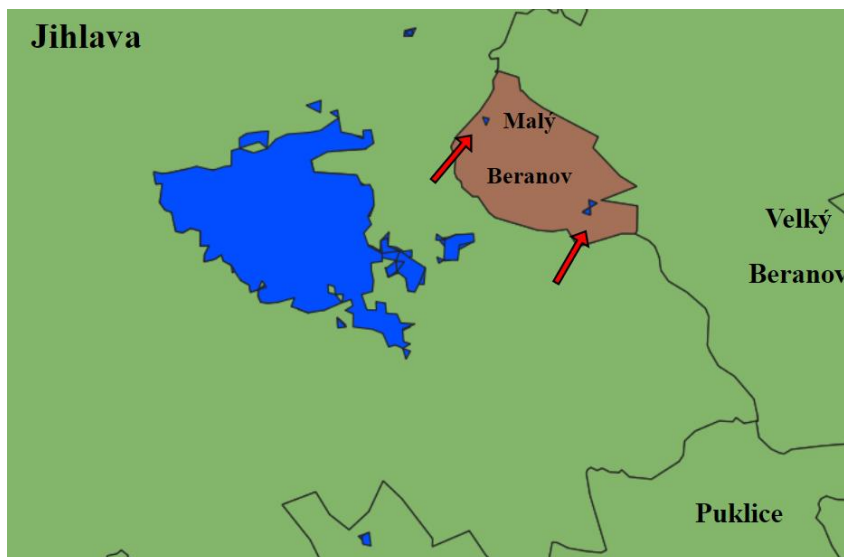 Jihlava
Malý
Beranov
Velký
Beranov
Puklice